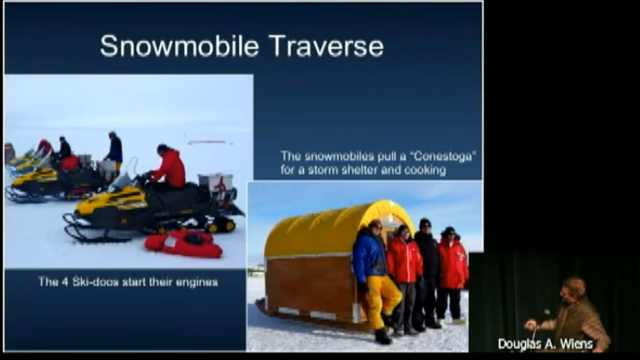 Snowmobile Traverse
The snowmobiles pull a "Conestoga"
for a storm shelter and cooking
The 4 Ski-doos start their engines
Douglas A. Wiens